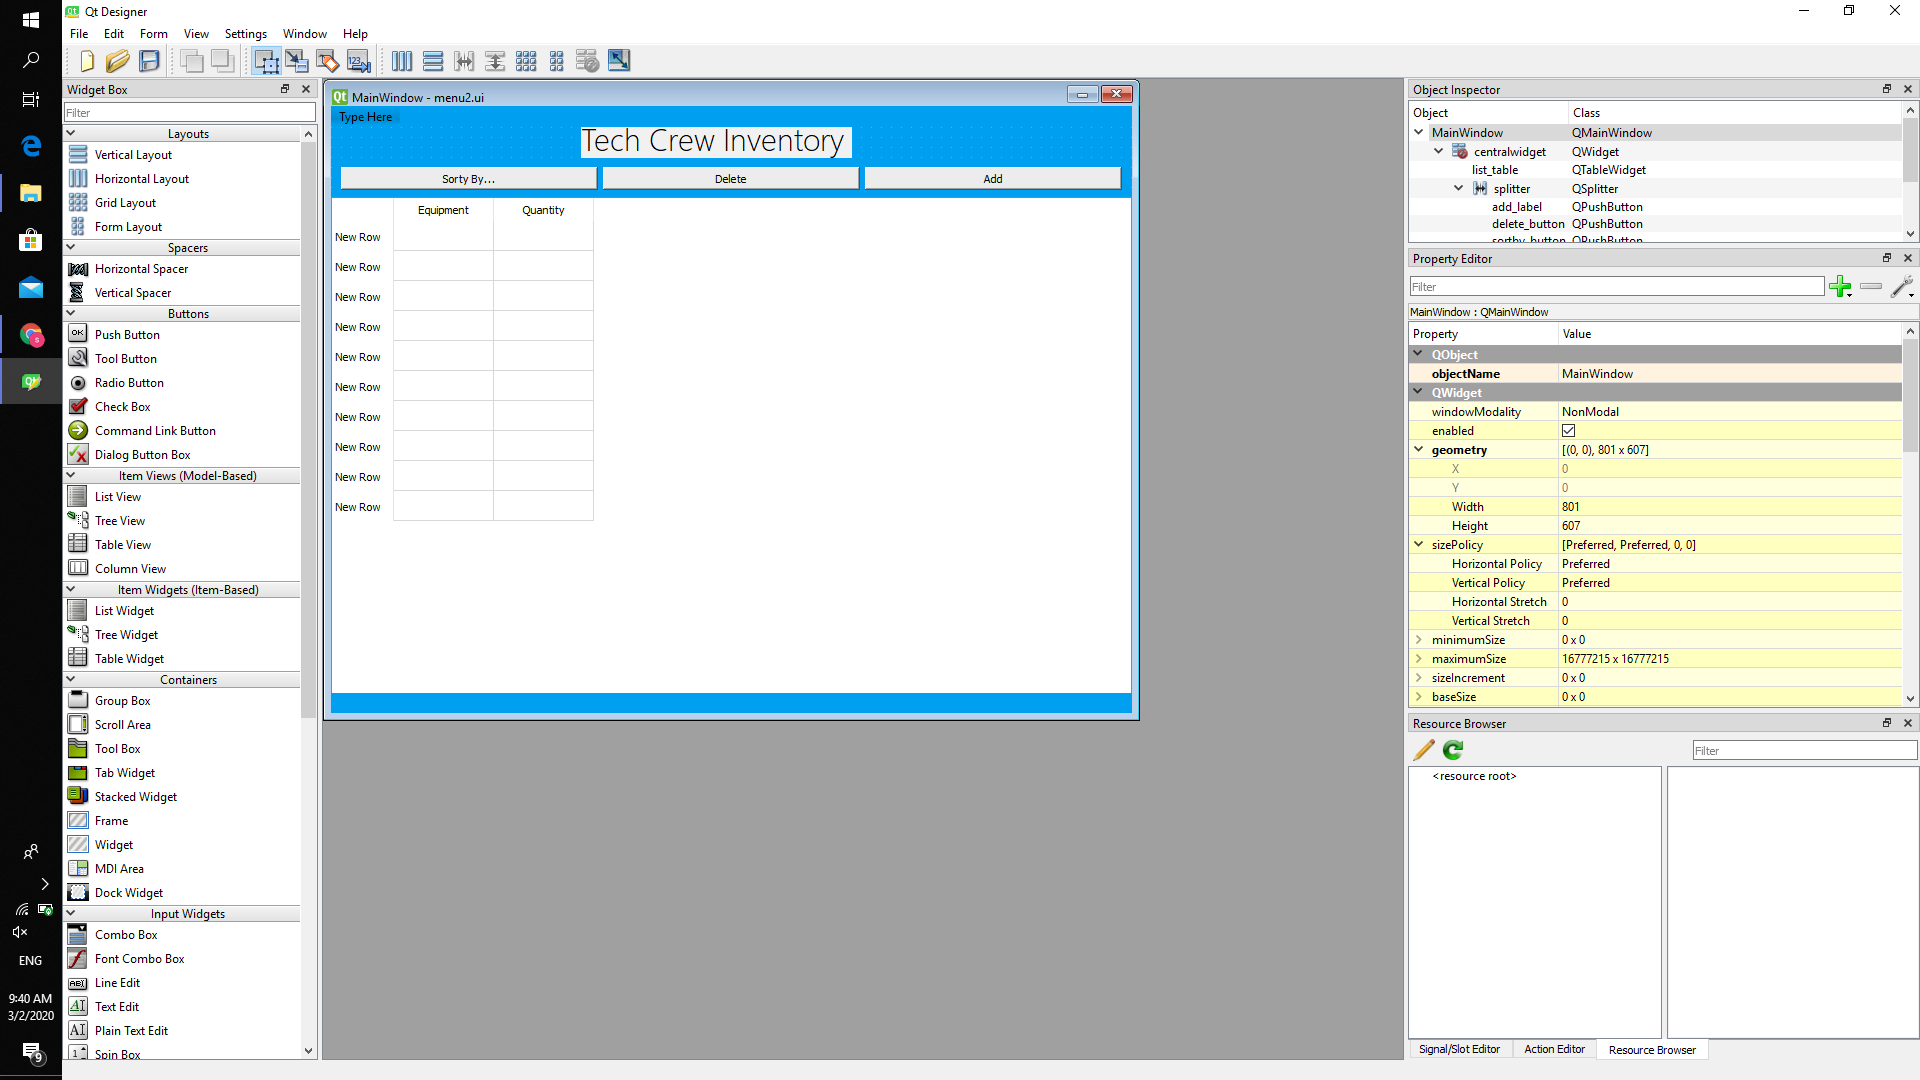 Qt Designer
File Edit Form View Settings Window Help
Widget Box
Filter
Layouts
Vertical Layout
Horizontal Layout
Grid Layout
Form Layout
Spacers
Horizontal Spacer
Vertical Spacer
Buttons
Push Button
Tool Button
Radio Button
Check Box
Command Link Button
Dialog Button Box
Item Views (Model-Based)
List View
Tree View
Table View
Column View
Item Widgets (Item-Based)
List Widget
Tree Widget
Table Widget
Containers
Group Box
Scroll Area
Tool Box
Tab Widget
Stacked Widget
Frame
Widget
MDI Area
Dock Widget
Input Widgets
Combo Box
Font Combo Box
Line Edit
Text Edit
Plain Text Edit
Spin Box
ENG
9:40 AM
3/2/2020
9
MainWindow - menu2.ui
Type Here
Tech Crew Inventory
Sorty By... Delete Add
Equipment Quantity
New Row
New Row
New Row
New Row
New Row
New Row
New Row
New Row
New Row
New Row
Object Inspector
Object Class
MainWindow QMainWindow
centralwidget QWidget
list_table QTableWidget
splitter QSplitter
add_label QPushButton
delete_button QPushButton
sortby_button QPushButton
Property Editor
Filter
MainWindow : QMainWindow
Property Value
QObject
objectName MainWindow
QWidget
windowModality NonModal
enabled
geometry [(0, 0), 801 x 607]
X 0
Y 0
Width 801
Height 607
sizePolicy [Preferred, Preferred, 0, 0]
Horizontal Policy Preferred
Vertical Policy Preferred
Horizontal Stretch 0
Vertical Stretch 0
minimumSize 0 x 0
maximumSize 16777215 x 16777215
sizeIncrement 0 x 0
baseSize 0 x 0
Resource Browser
Filter
<resource root>
Signal/Slot Editor Action Editor Resource Browser